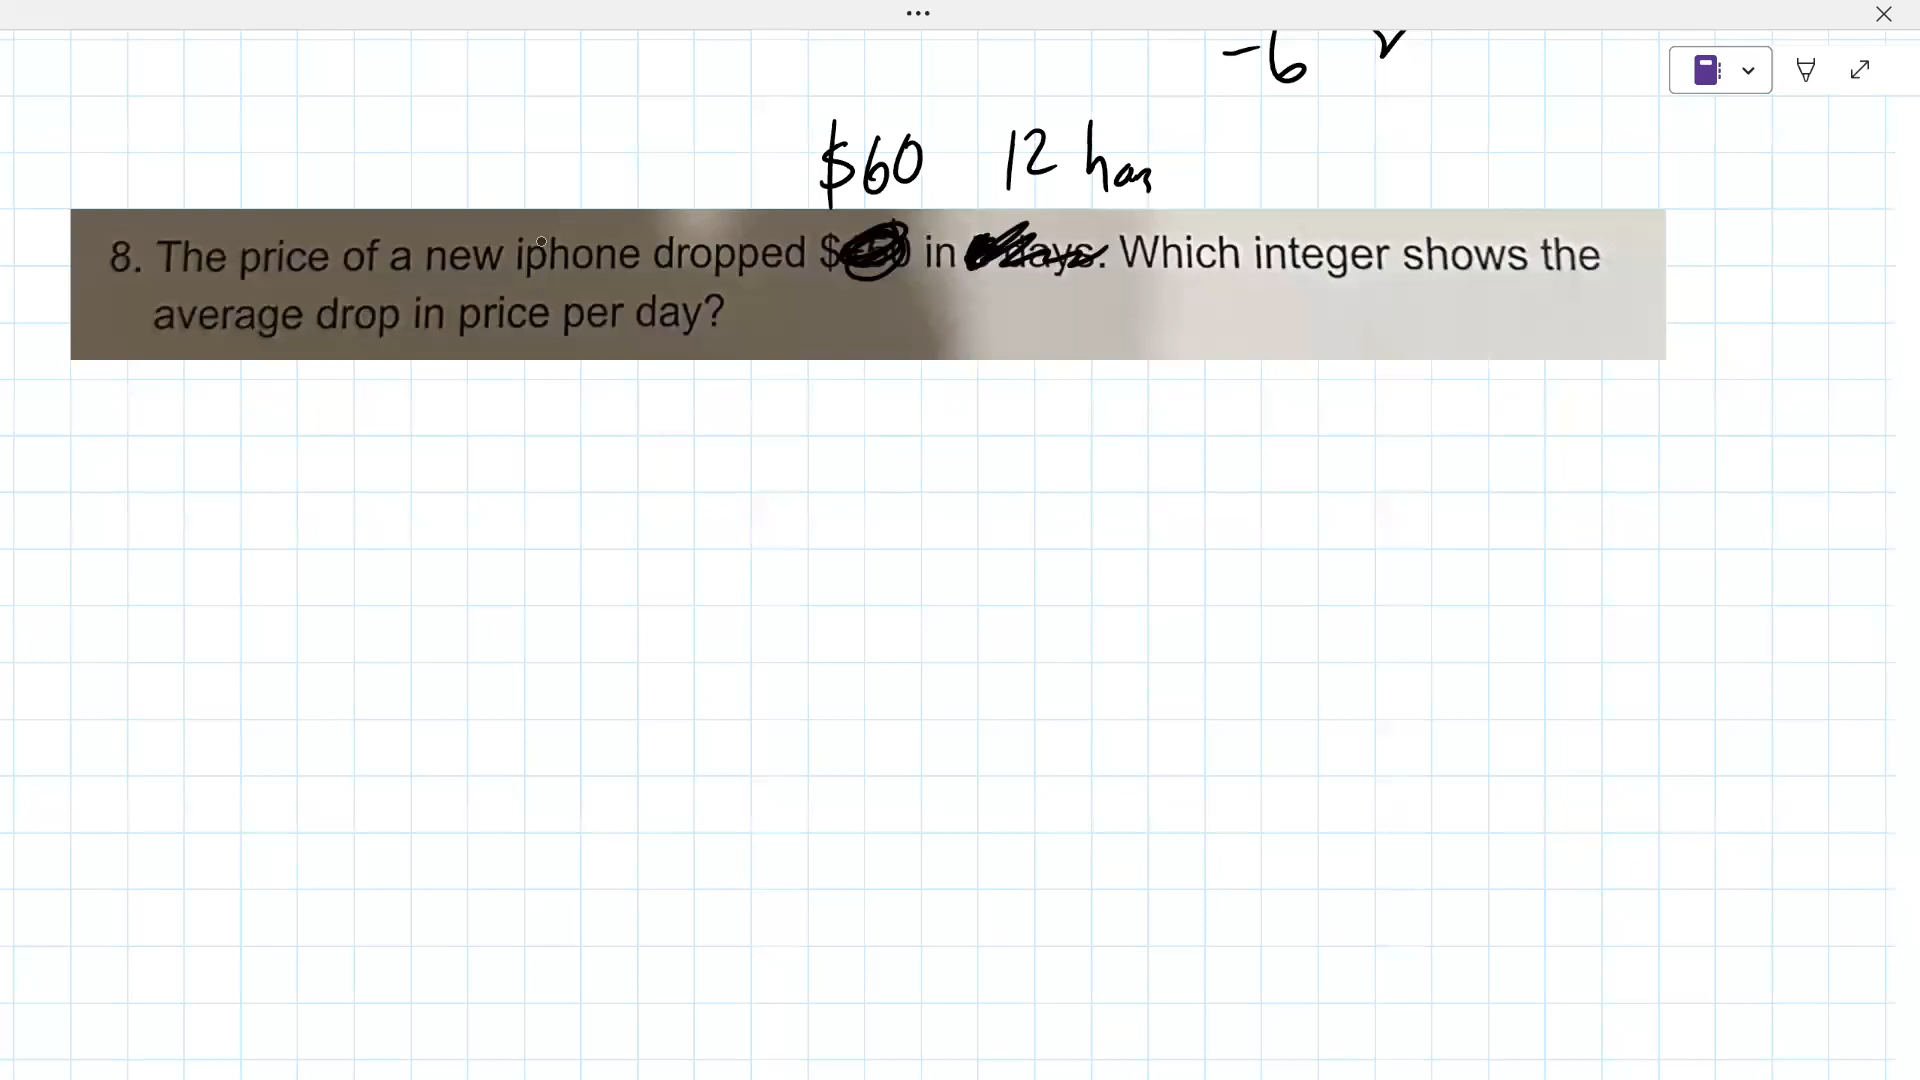 -6
$60 12
8. The price of a new iphone dropped $ in days. Which integer shows the
average drop in price per day?